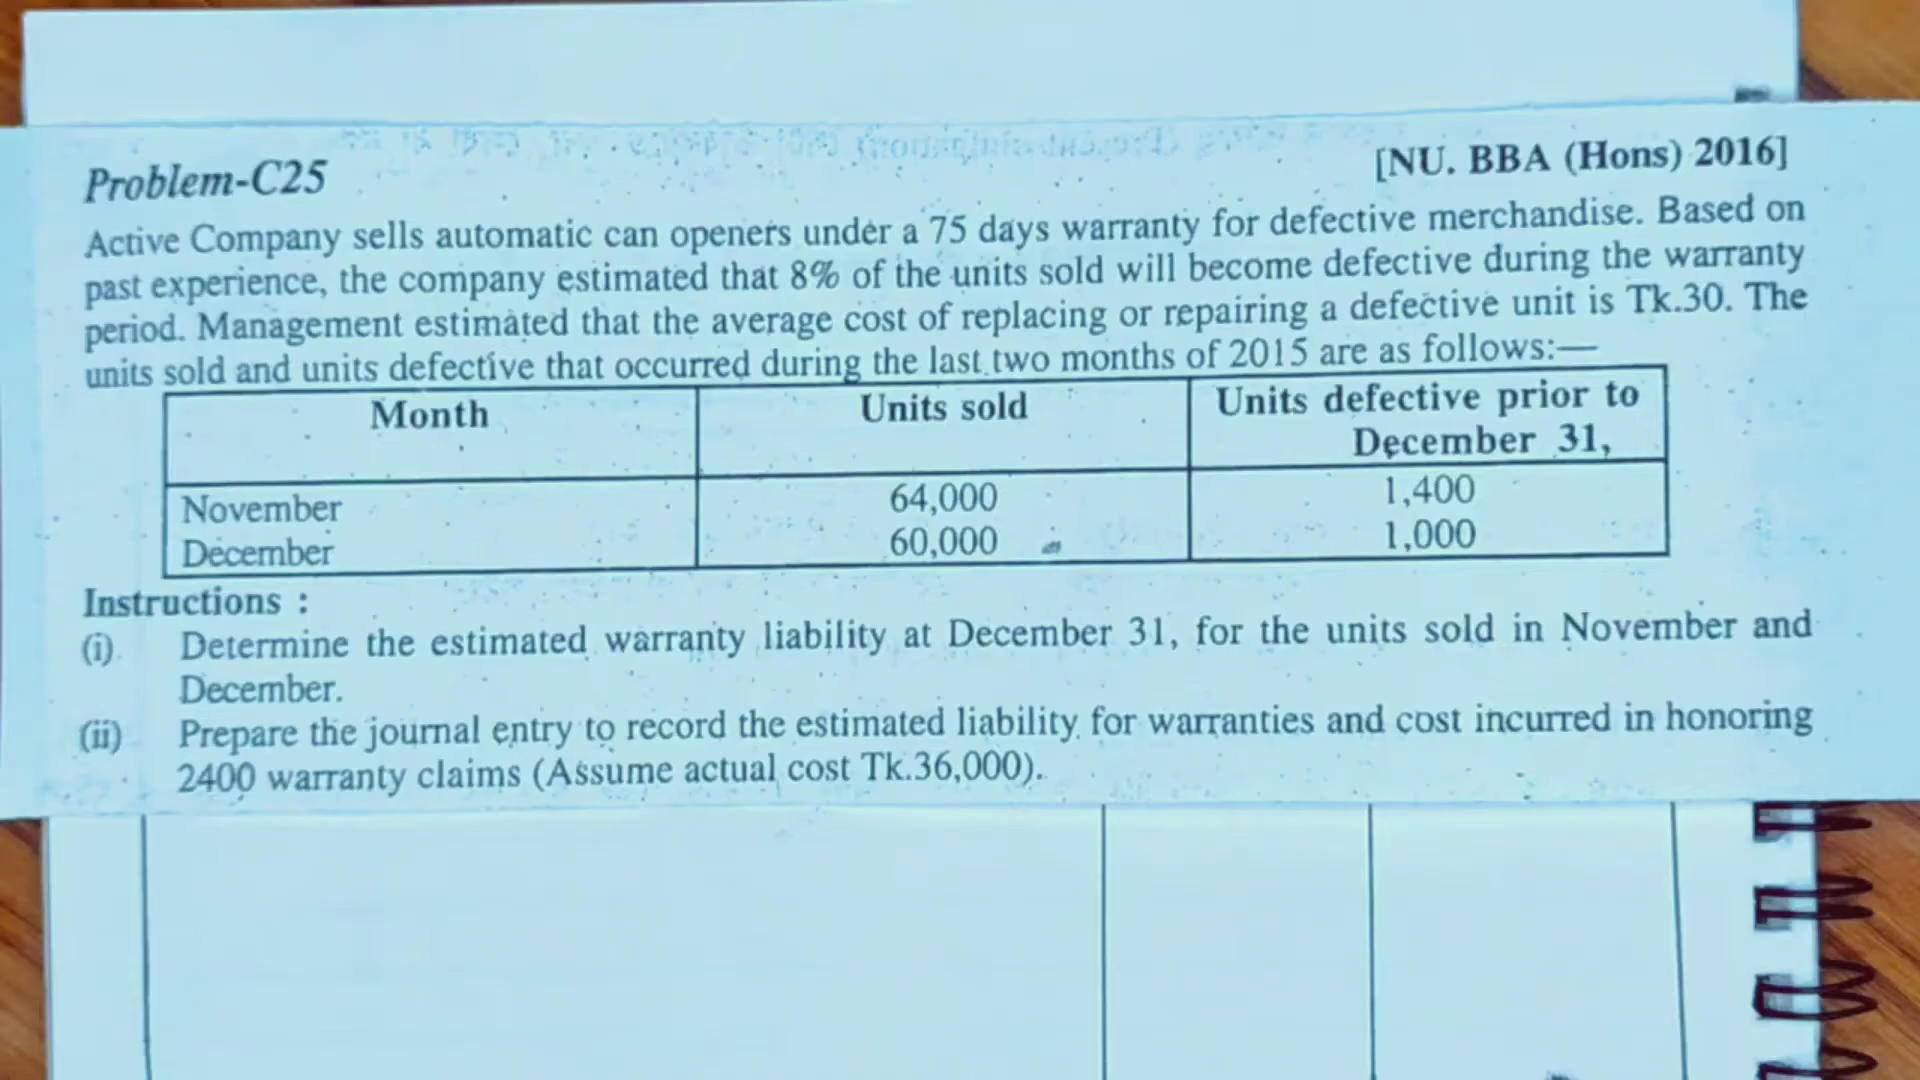 Problem-C25 [NU. BBA (Hons) 2016]
Active Company sells automatic can openers under a 75 days warranty for defective merchandise. Based on
past experience, the company estimated that 8% of the units sold will become defective during the warranty
period. Management estimated that the average cost of replacing or repairing a defective unit is Tk.30. The
units sold and units defective that occurred during the last two months of 2015 are as follows:—
Month Units sold Units defective prior to
December 31,
November 64,000 1,400
December 60,000 1,000
Instructions :
(i) Determine the estimated warranty liability at December 31, for the units sold in November and
December.
(ii) Prepare the journal entry to record the estimated liability for warranties and cost incurred in honoring
2400 warranty claims (Assume actual cost Tk.36,000).